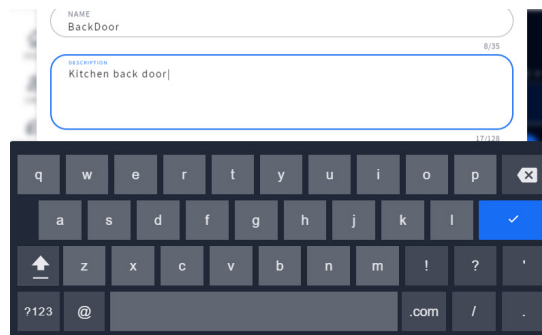 NAME
BackDoor
8/35
DESCRIPTION
Kitchen back door
17/128
q w e r t y u i o p
a s d f g h j k l
z x c v b n m ! ? '
?123 @ .com / .